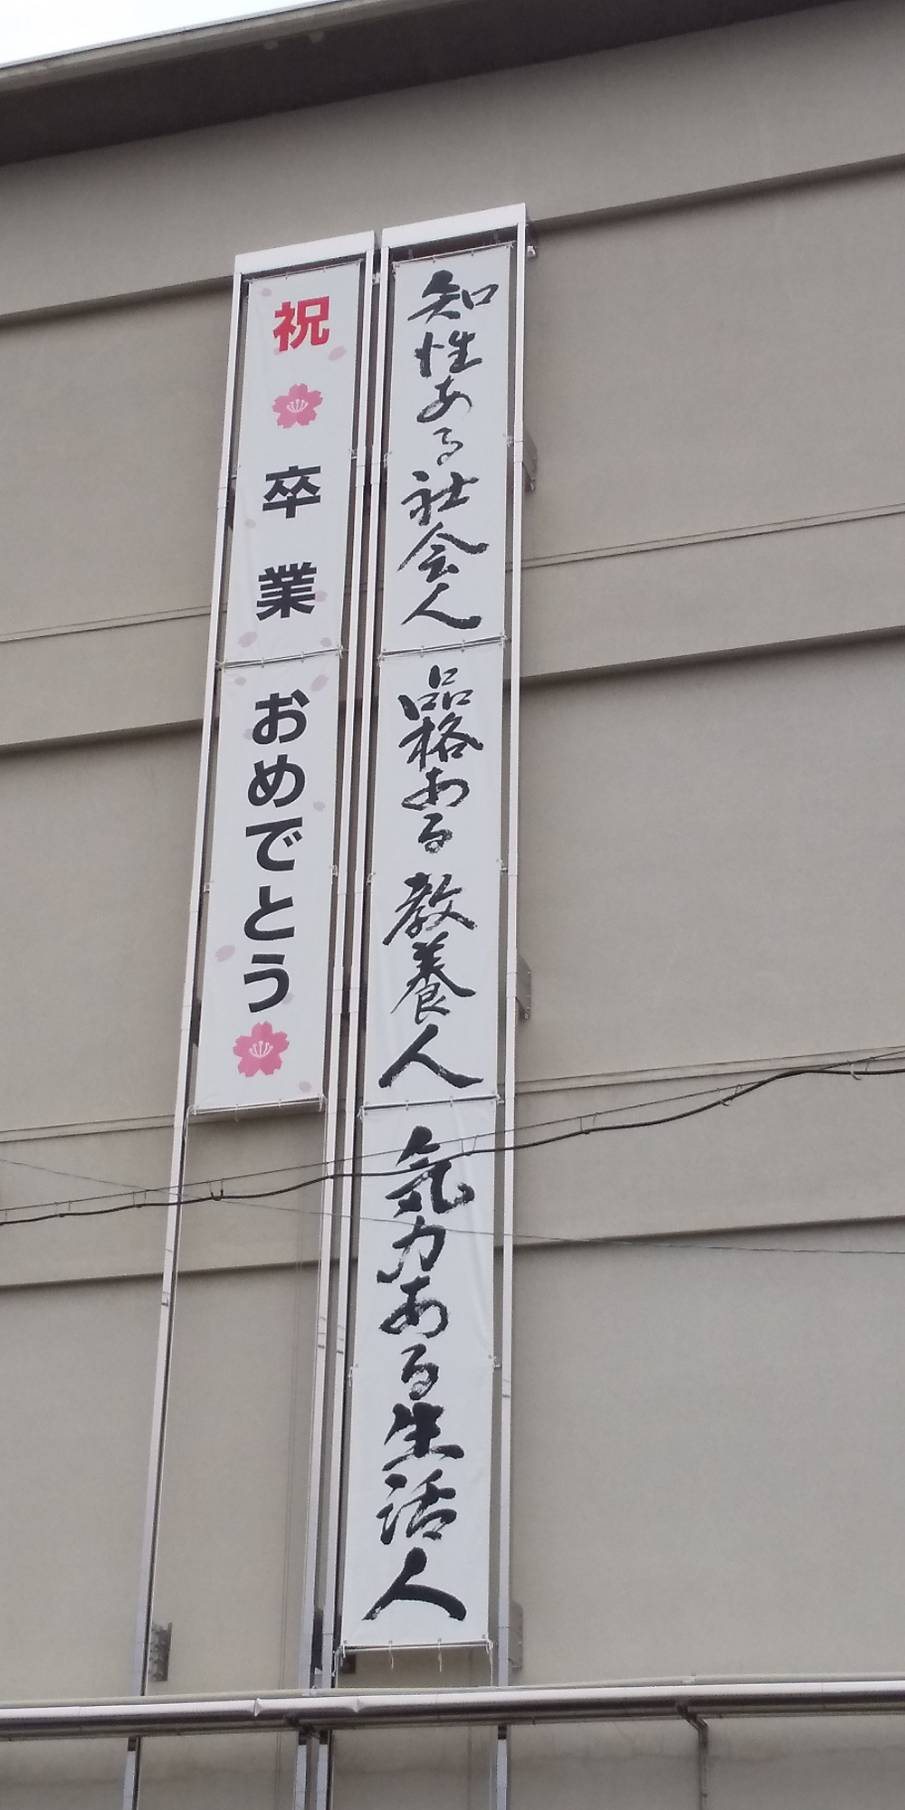 知性ある社会人
品格ある教養人
気力ある生活人
祝
卒業
おめでとう